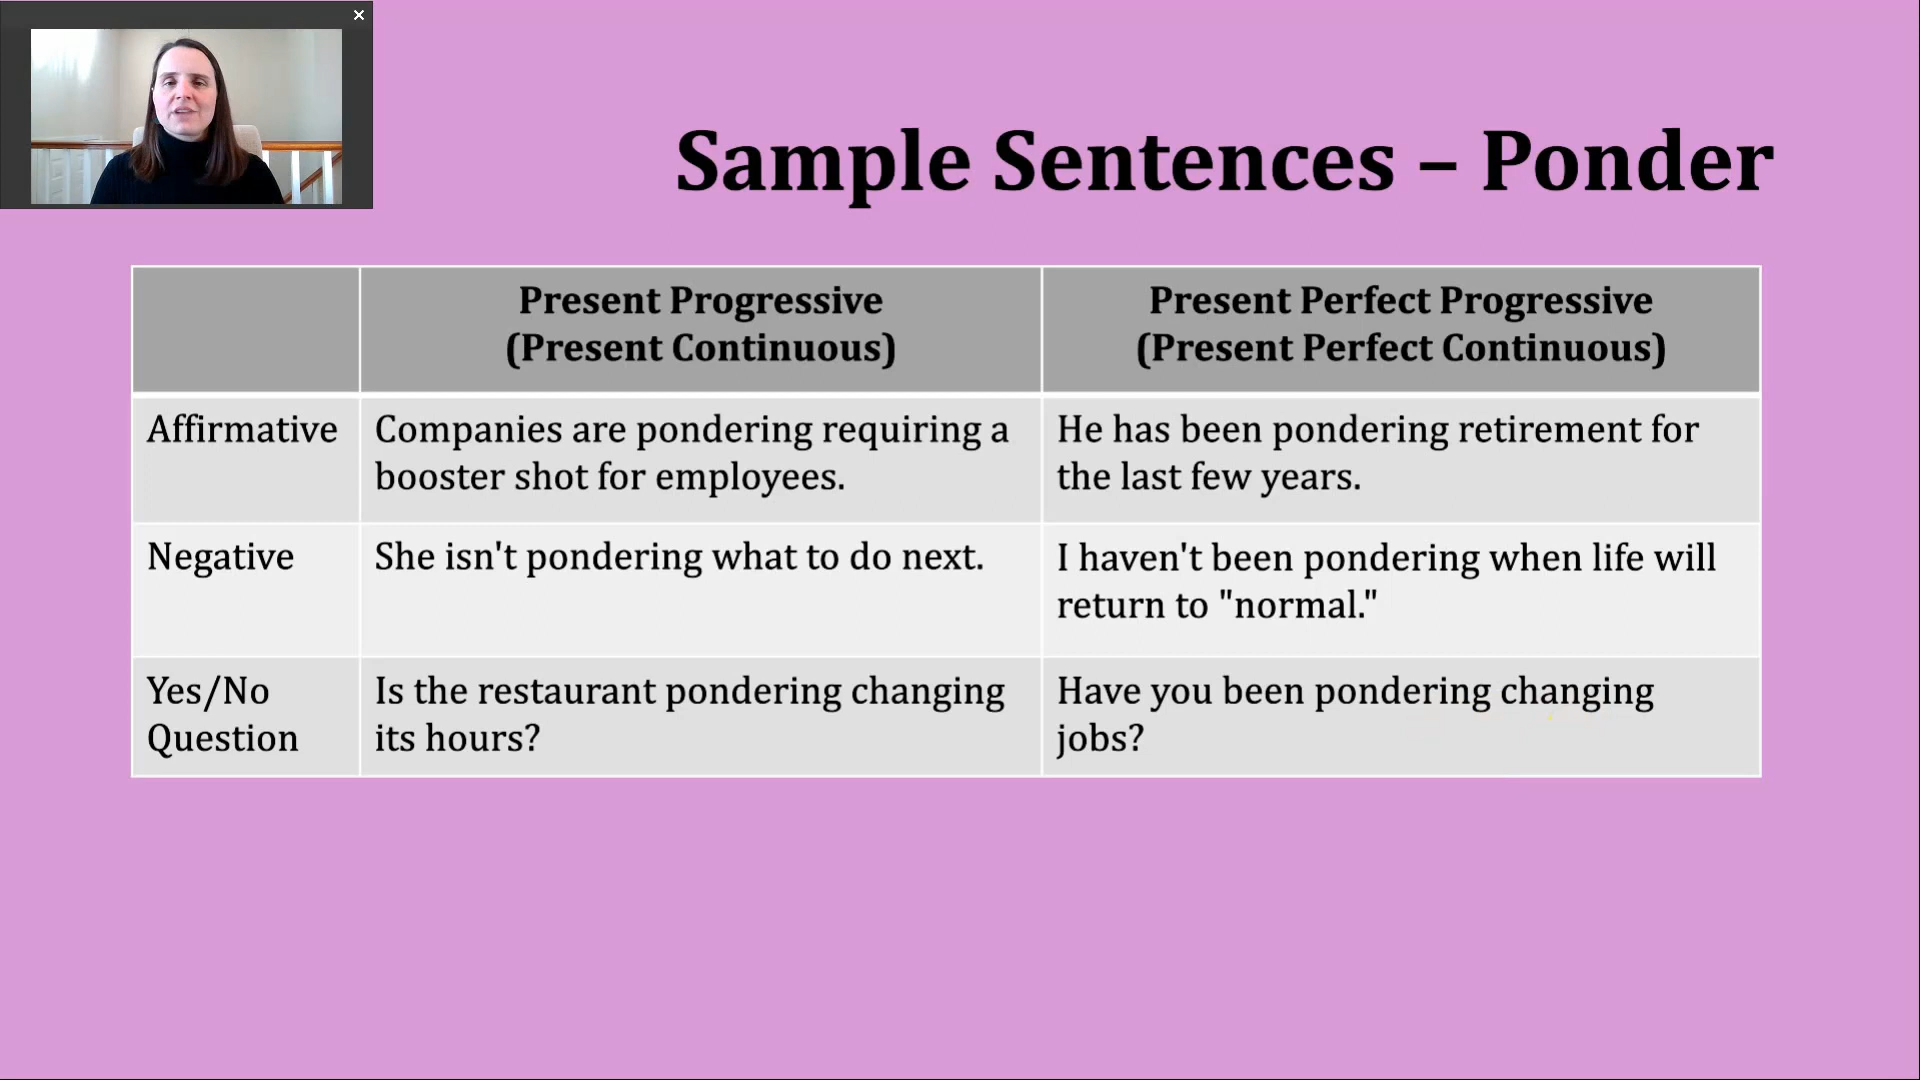 Sample Sentences – Ponder
Present Progressive
(Present Continuous)
Present Perfect Progressive
(Present Perfect Continuous)
Affirmative
Companies are pondering requiring a
booster shot for employees.
He has been pondering retirement for
the last few years.
Negative
She isn't pondering what to do next.
I haven't been pondering when life will
return to "normal."
Yes/No
Question
Is the restaurant pondering changing
its hours?
Have you been pondering changing
jobs?